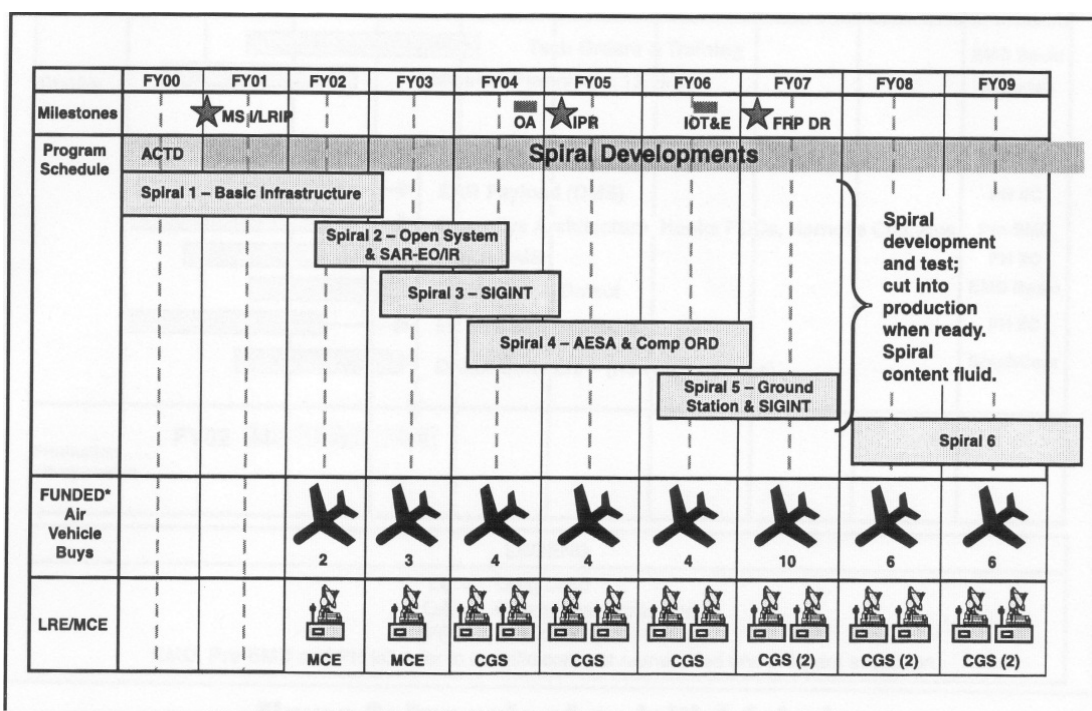 FY00 FY01 FY02 FY03 FY04 FY05 FY06 FY07 FY08 FY09
Milestones
MS I/LRIP
OA
IPR
IOT&E
FRP DR
Program
Schedule
ACTD
Spiral Developments
Spiral 1 – Basic Infrastructure
Spiral 2 – Open System
& SAR-EO/IR
Spiral 3 – SIGINT
Spiral 4 – AESA & Comp ORD
Spiral 5 – Ground
Station & SIGINT
Spiral
development
and test;
cut into
production
when ready.
Spiral
content fluid.
Spiral 6
FUNDED*
Air
Vehicle
Buys
2 3 4 4 4 10 6 6
LRE/MCE
MCE MCE CGS CGS CGS CGS (2) CGS (2) CGS (2)